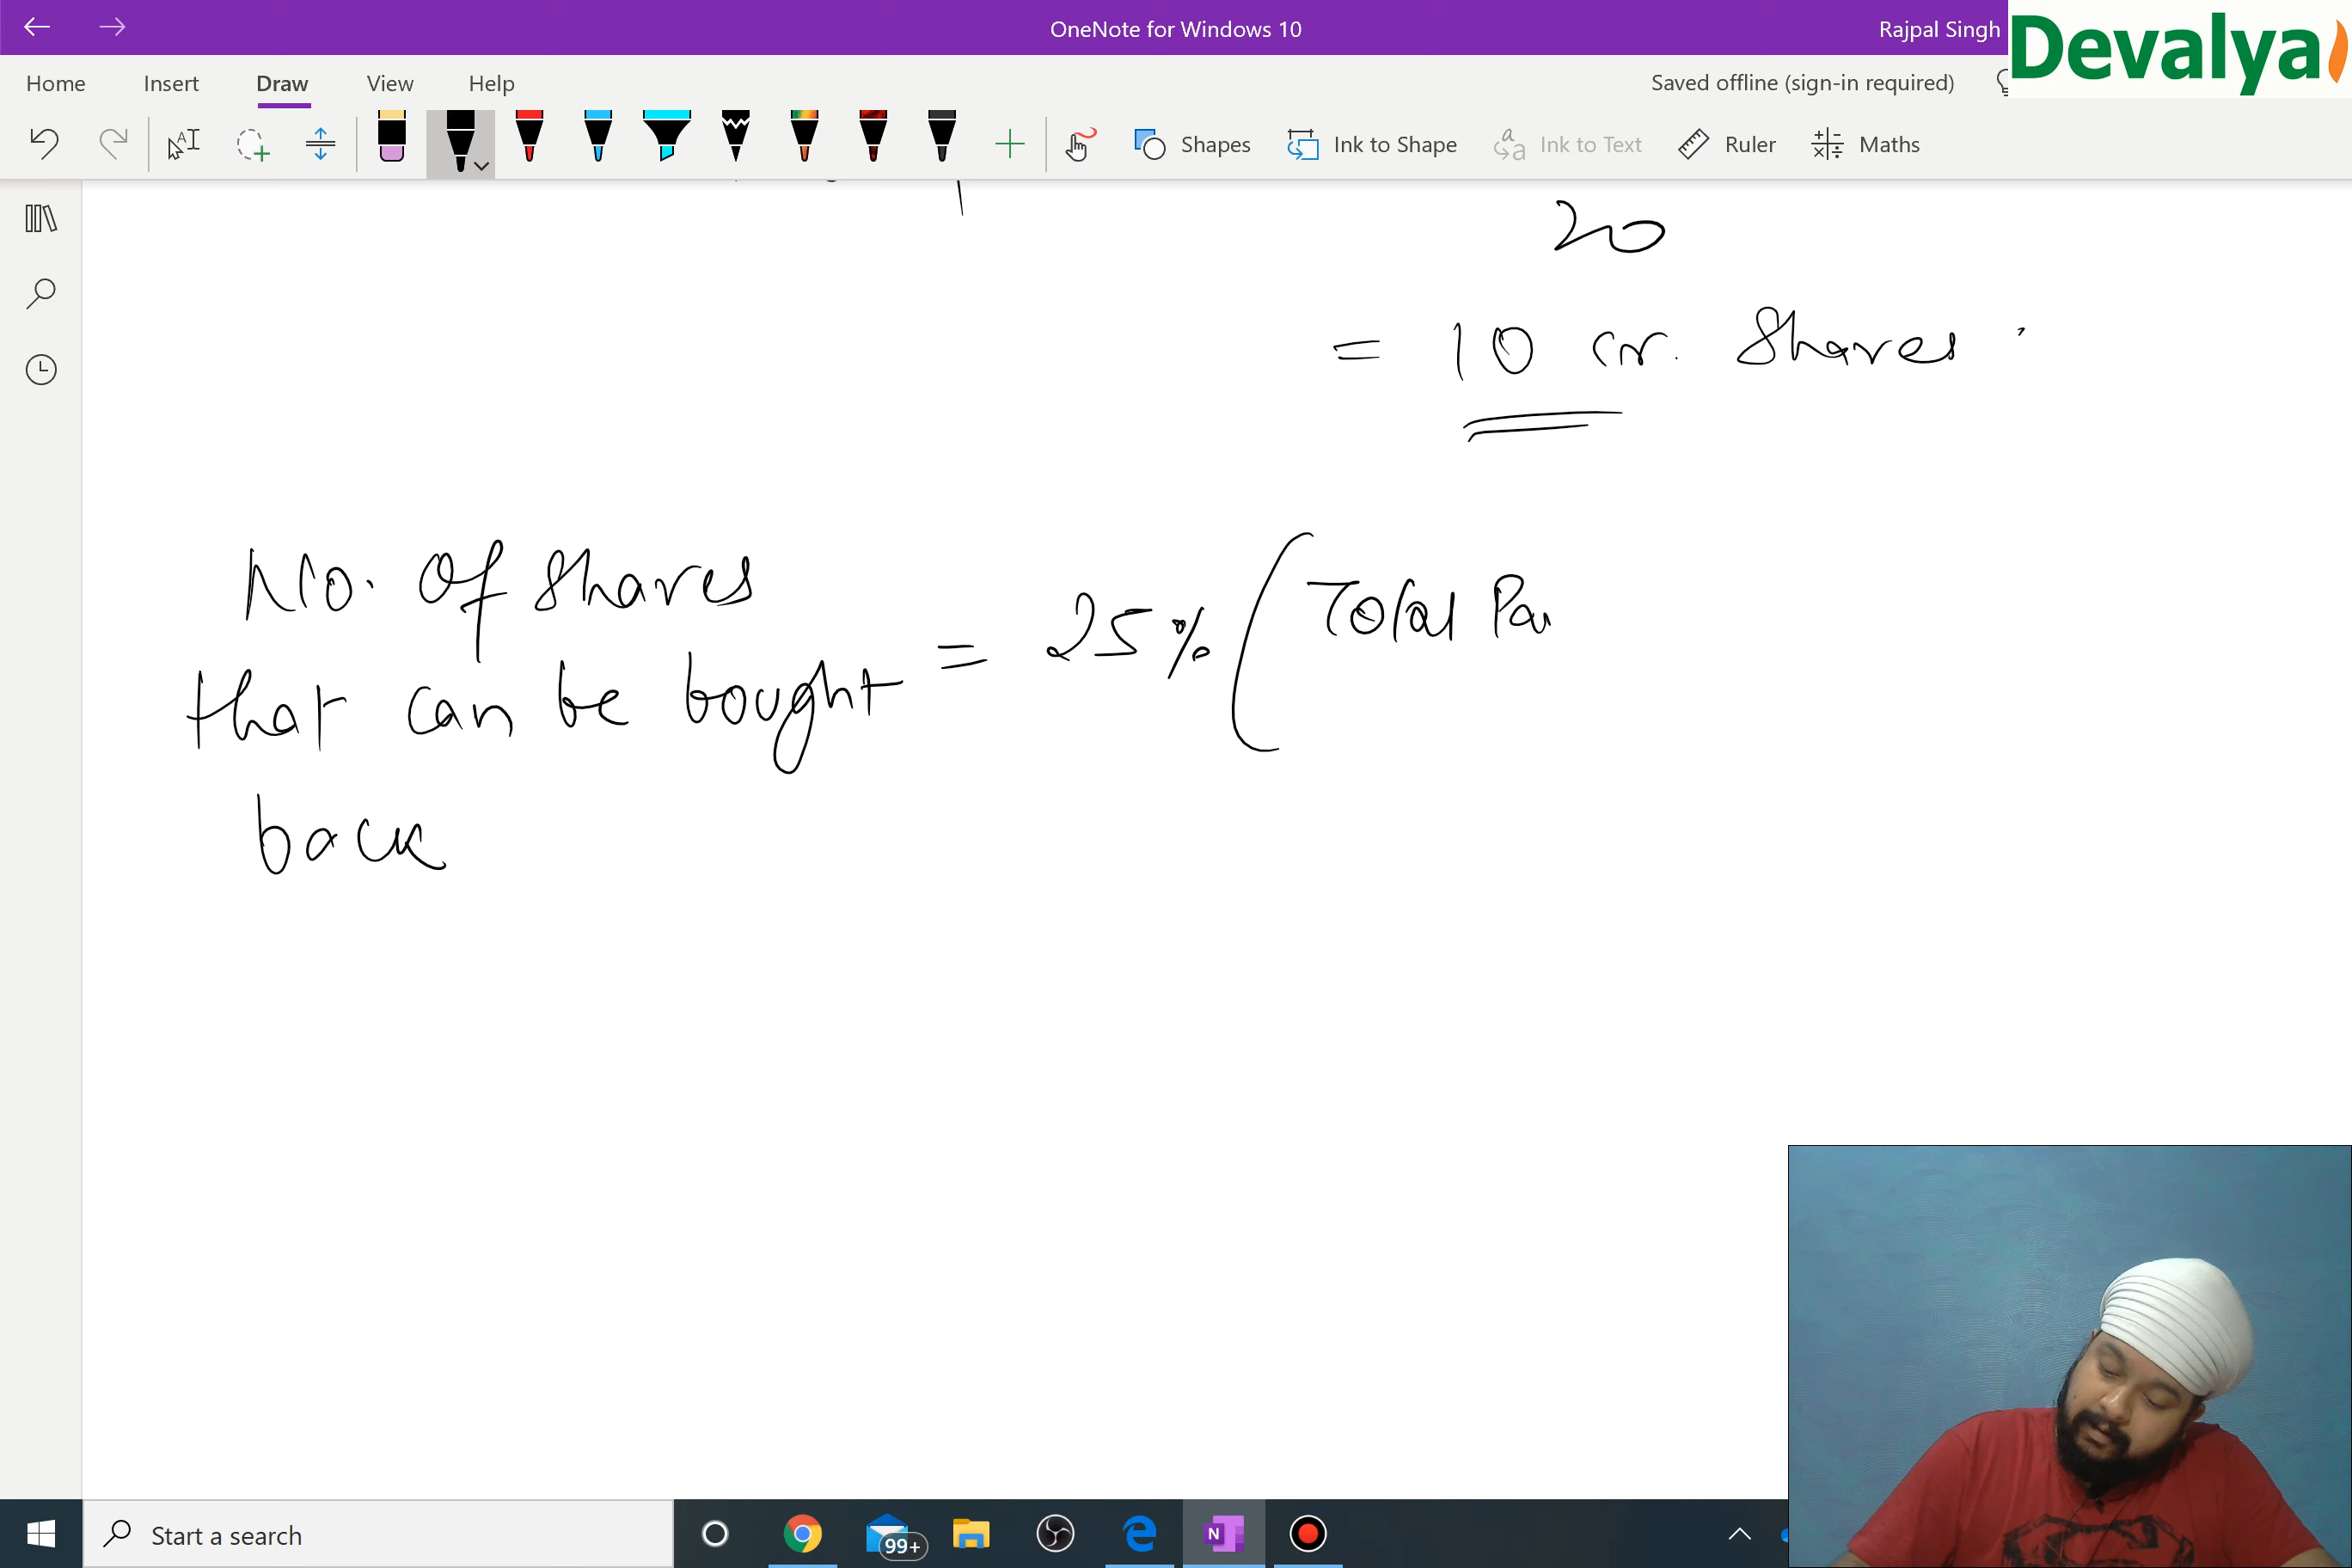 OneNote for Windows 10
Rajpal Singh
Devalya
Home Insert Draw View Help
Saved offline (sign-in required)
Shapes Ink to Shape Ink to Text Ruler Maths
20
= 10 cr. Shares
No. of shares
that can be bought = 25% ( Total Pai
back
Start a search
99+